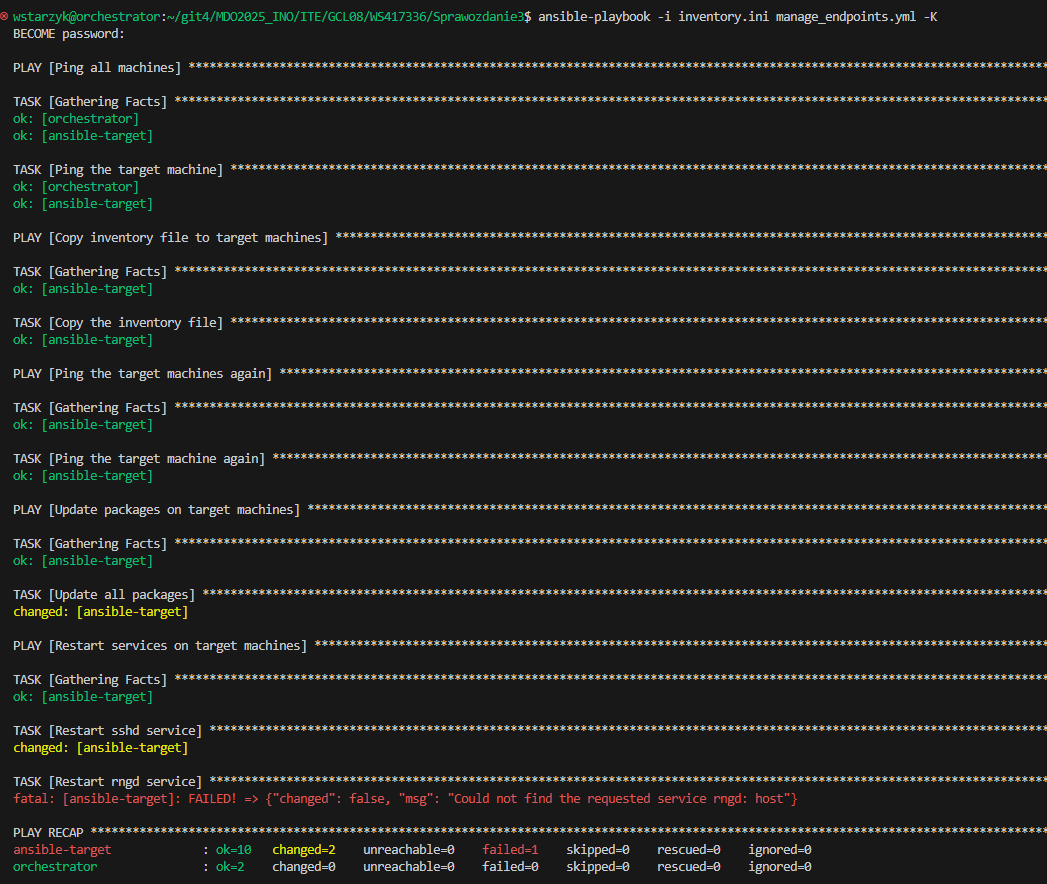 wstarzyk@orchestrator:~/git4/MDO2025_INO/ITE/GCL08/WS417336/Sprawozdanie3$ ansible-playbook -i inventory.ini manage_endpoints.yml -K
BECOME password:
PLAY [Ping all machines] ****************************************************************************************************************************
TASK [Gathering Facts] ******************************************************************************************************************************
ok: [orchestrator]
ok: [ansible-target]
TASK [Ping the target machine] **********************************************************************************************************************
ok: [orchestrator]
ok: [ansible-target]
PLAY [Copy inventory file to target machines] *******************************************************************************************************
TASK [Gathering Facts] ******************************************************************************************************************************
ok: [ansible-target]
TASK [Copy the inventory file] **********************************************************************************************************************
ok: [ansible-target]
PLAY [Ping the target machines again] ***************************************************************************************************************
TASK [Gathering Facts] ******************************************************************************************************************************
ok: [ansible-target]
TASK [Ping the target machine again] ****************************************************************************************************************
ok: [ansible-target]
PLAY [Update packages on target machines] ***********************************************************************************************************
TASK [Gathering Facts] ******************************************************************************************************************************
ok: [ansible-target]
TASK [Update all packages] **************************************************************************************************************************
changed: [ansible-target]
PLAY [Restart services on target machines] **********************************************************************************************************
TASK [Gathering Facts] ******************************************************************************************************************************
ok: [ansible-target]
TASK [Restart sshd service] *************************************************************************************************************************
changed: [ansible-target]
TASK [Restart rngd service] *************************************************************************************************************************
fatal: [ansible-target]: FAILED! => {"changed": false, "msg": "Could not find the requested service rngd: host"}
PLAY RECAP ******************************************************************************************************************************************
ansible-target             : ok=10   changed=2    unreachable=0    failed=1    skipped=0    rescued=0    ignored=0
orchestrator               : ok=2    changed=0    unreachable=0    failed=0    skipped=0    rescued=0    ignored=0